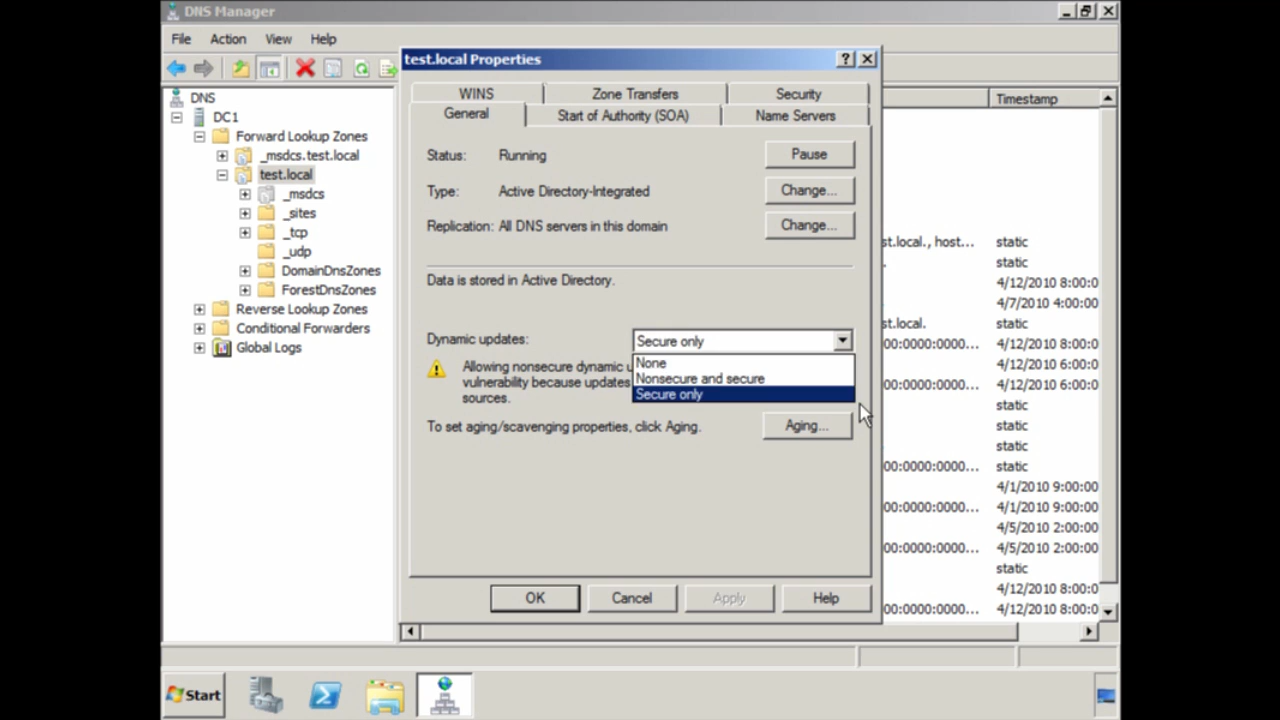 DNS Manager
File Action View Help
DNS
DC1
Forward Lookup Zones
_msdcs.test.local
test.local
_msdcs
_sites
_tcp
_udp
DomainDnsZones
ForestDnsZones
Reverse Lookup Zones
Conditional Forwarders
Global Logs
test.local Properties
WINS Zone Transfers Security
General Start of Authority (SOA) Name Servers
Status: Running Pause
Type: Active Directory-Integrated Change...
Replication: All DNS servers in this domain Change...
Data is stored in Active Directory.
Dynamic updates: Secure only
None
Nonsecure and secure
Secure only
Allowing nonsecure dynamic u
vulnerability because updates
sources.
To set aging/scavenging properties, click Aging. Aging...
OK Cancel Apply Help
Timestamp
st.local., host... static
. static
4/12/2010 8:00:0
4/7/2010 4:00:00
st.local. static
00:0000:0000... 4/12/2010 8:00:0
4/12/2010 6:00:0
00:0000:0000... 4/12/2010 6:00:0
static
static
static
00:0000:0000... static
4/1/2010 9:00:00
00:0000:0000... 4/1/2010 9:00:00
4/5/2010 2:00:00
00:0000:0000... 4/5/2010 2:00:00
static
4/12/2010 8:00:0
00:0000:0000... 4/12/2010 8:00:0
Start